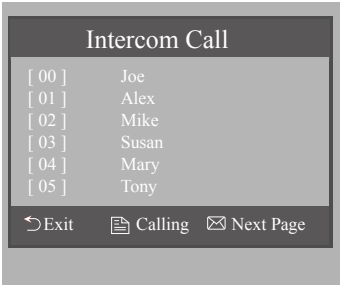 Intercom Call
[ 00 ] Joe
[ 01 ] Alex
[ 02 ] Mike
[ 03 ] Susan
[ 04 ] Mary
[ 05 ] Tony
Exit Calling Next Page